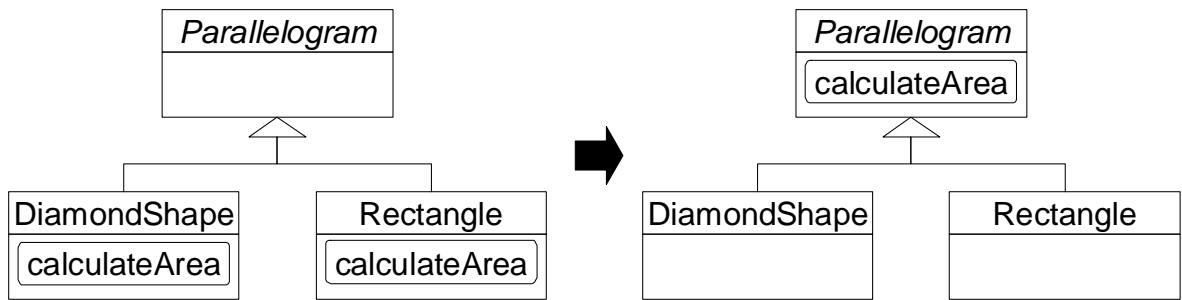 Parallelogram
DiamondShape
calculateArea
Rectangle
calculateArea
Parallelogram
calculateArea
DiamondShape
Rectangle